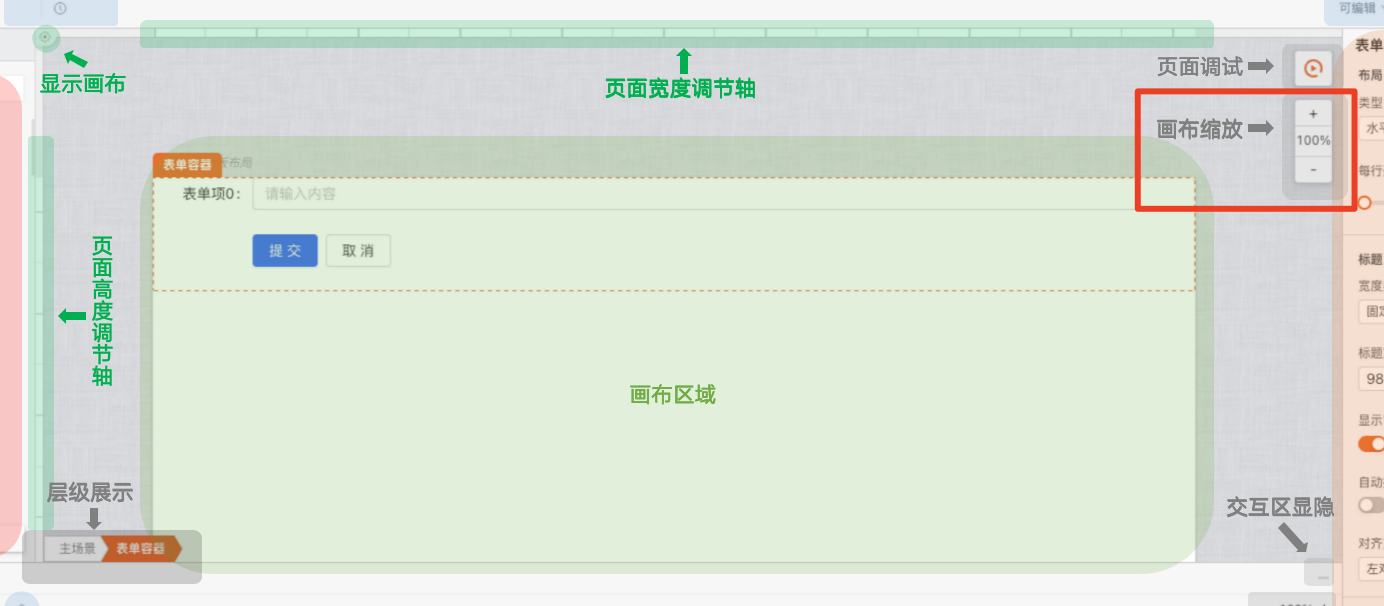 可编辑
显示画布
页面宽度调节轴
页面调试
画布缩放
+
100%
-
表单容器
布局
表单项0：
请输入内容
提 交
取 消
页面高度调节轴
画布区域
层级展示
主场景
表单容器
交互区显隐
表单
布局
类型
水平
每行
标题
宽度
固定
标题
98
显示
自动
对齐
左对